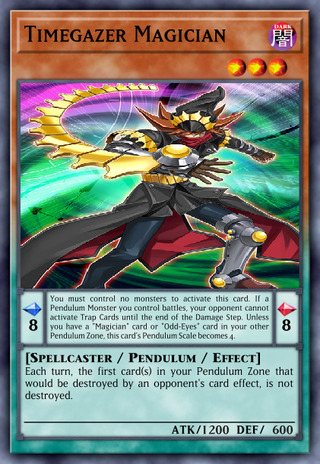 Timegazer Magician
DARK
闇
You must control no monsters to activate this card. If a
Pendulum Monster you control battles, your opponent cannot
activate Trap Cards until the end of the Damage Step. Unless
you have a "Magician" card or "Odd-Eyes" card in your other
Pendulum Zone, this card's Pendulum Scale becomes 4.
8
8
[Spellcaster / Pendulum / Effect]
Each turn, the first card(s) in your Pendulum Zone that
would be destroyed by an opponent's card effect, is not
destroyed.
ATK/1200 DEF/ 600